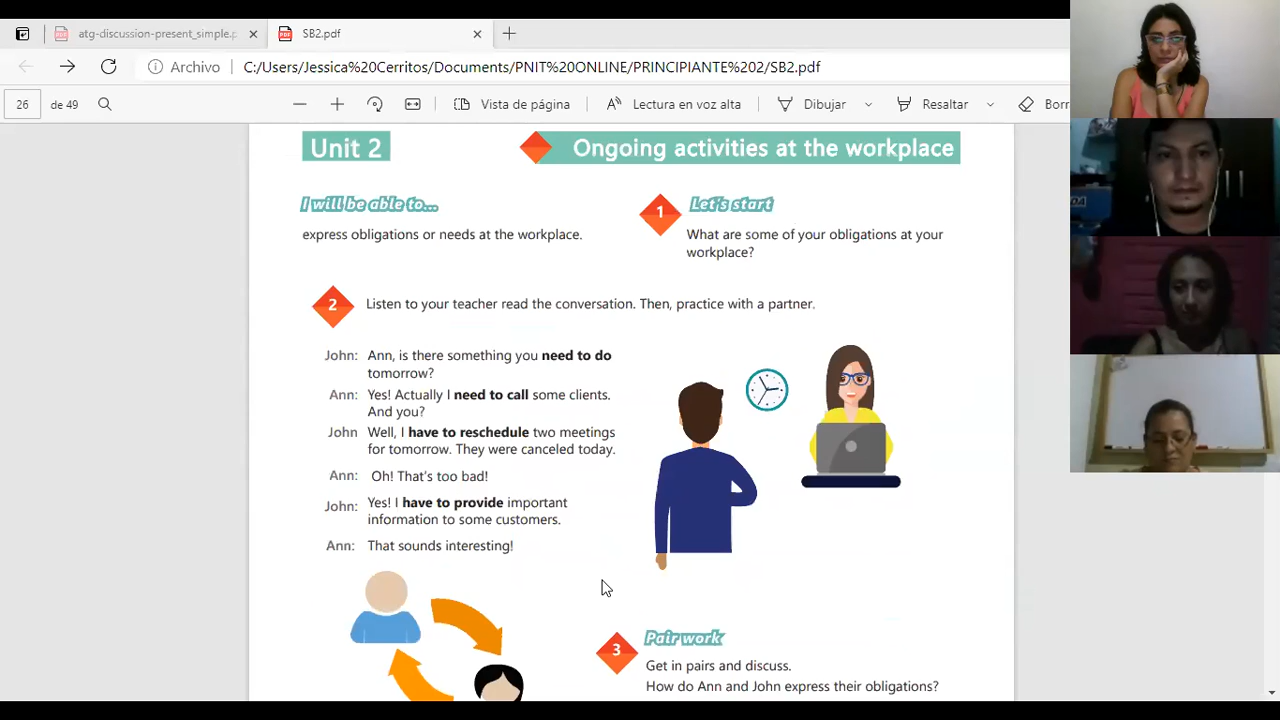 atg-discussion-present_simple.p
SB2.pdf
Archivo C:/Users/Jessica%20Cerritos/Documents/PNIT%20ONLINE/PRINCIPIANTE%202/SB2.pdf
26 de 49 Vista de página Lectura en voz alta Dibujar Resaltar Borr
Unit 2 Ongoing activities at the workplace
I will be able to...
express obligations or needs at the workplace.
1 Let's start
What are some of your obligations at your
workplace?
2 Listen to your teacher read the conversation. Then, practice with a partner.
John: Ann, is there something you need to do
tomorrow?
Ann: Yes! Actually I need to call some clients.
And you?
John Well, I have to reschedule two meetings
for tomorrow. They were canceled today.
Ann: Oh! That's too bad!
John: Yes! I have to provide important
information to some customers.
Ann: That sounds interesting!
3 Pair work
Get in pairs and discuss.
How do Ann and John express their obligations?